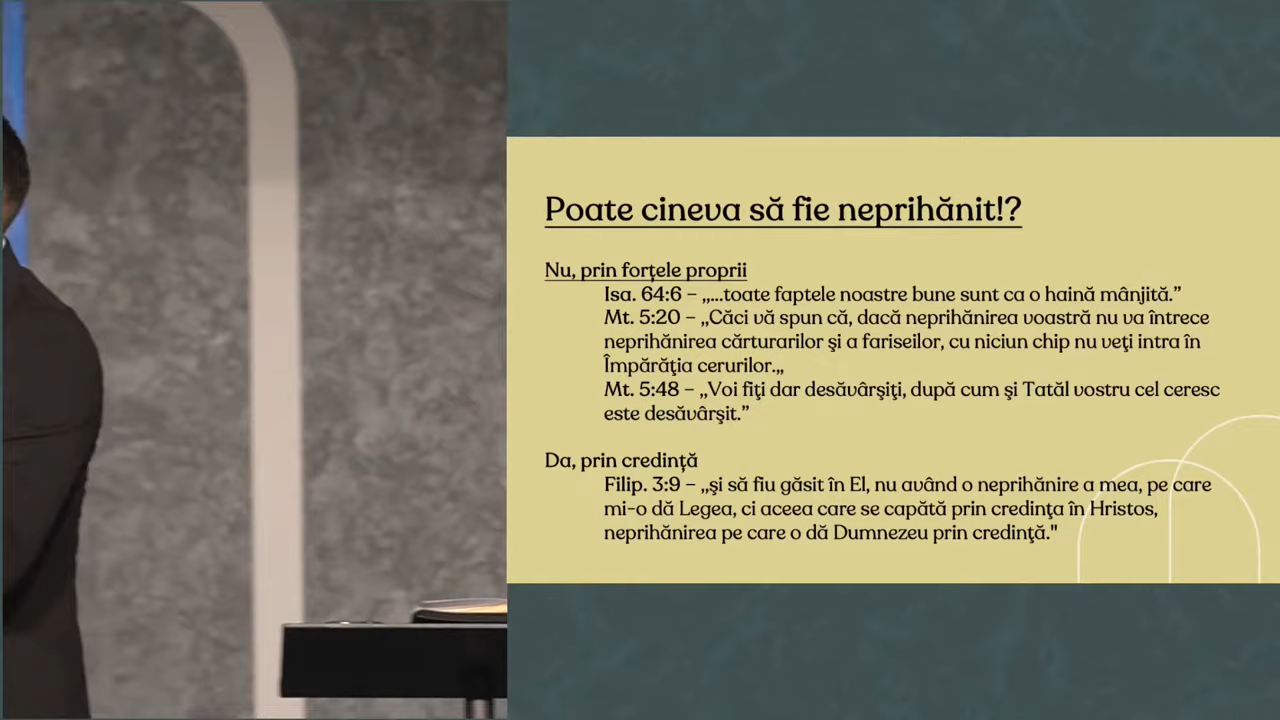 Poate cineva să fie neprihănit!?
Nu, prin forțele proprii
Isa. 64:6 – „...toate faptele noastre bune sunt ca o haină mânjită.”
Mt. 5:20 – „Căci vă spun că, dacă neprihănirea voastră nu va întrece
neprihănirea cărturarilor şi a fariseilor, cu niciun chip nu veţi intra în
Împărăţia cerurilor.„
Mt. 5:48 – „Voi fiţi dar desăvârşiţi, după cum şi Tatăl vostru cel ceresc
este desăvârşit.”
Da, prin credință
Filip. 3:9 – „şi să fiu găsit în El, nu având o neprihănire a mea, pe care
mi-o dă Legea, ci aceea care se capătă prin credinţa în Hristos,
neprihănirea pe care o dă Dumnezeu prin credinţă."